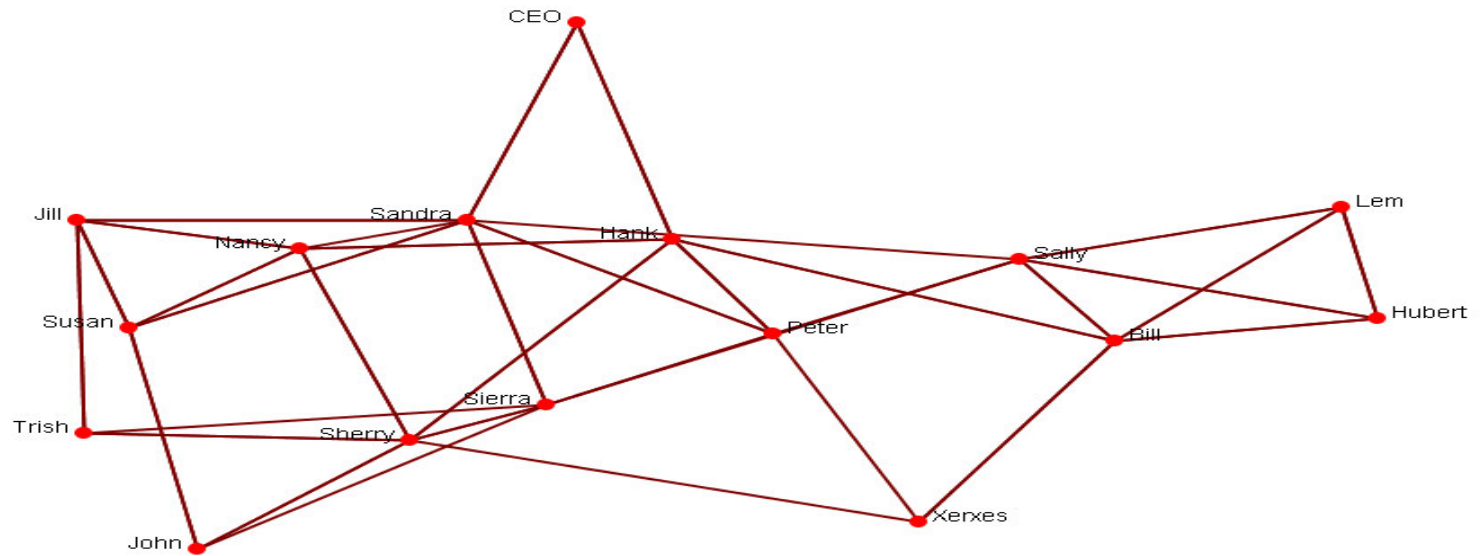 CEO
Lem
Jill
Sandra
Hank
Nancy
Sally
Hubert
Susan
Peter
Bill
Sierra
Trish
Sherry
Xerxes
John